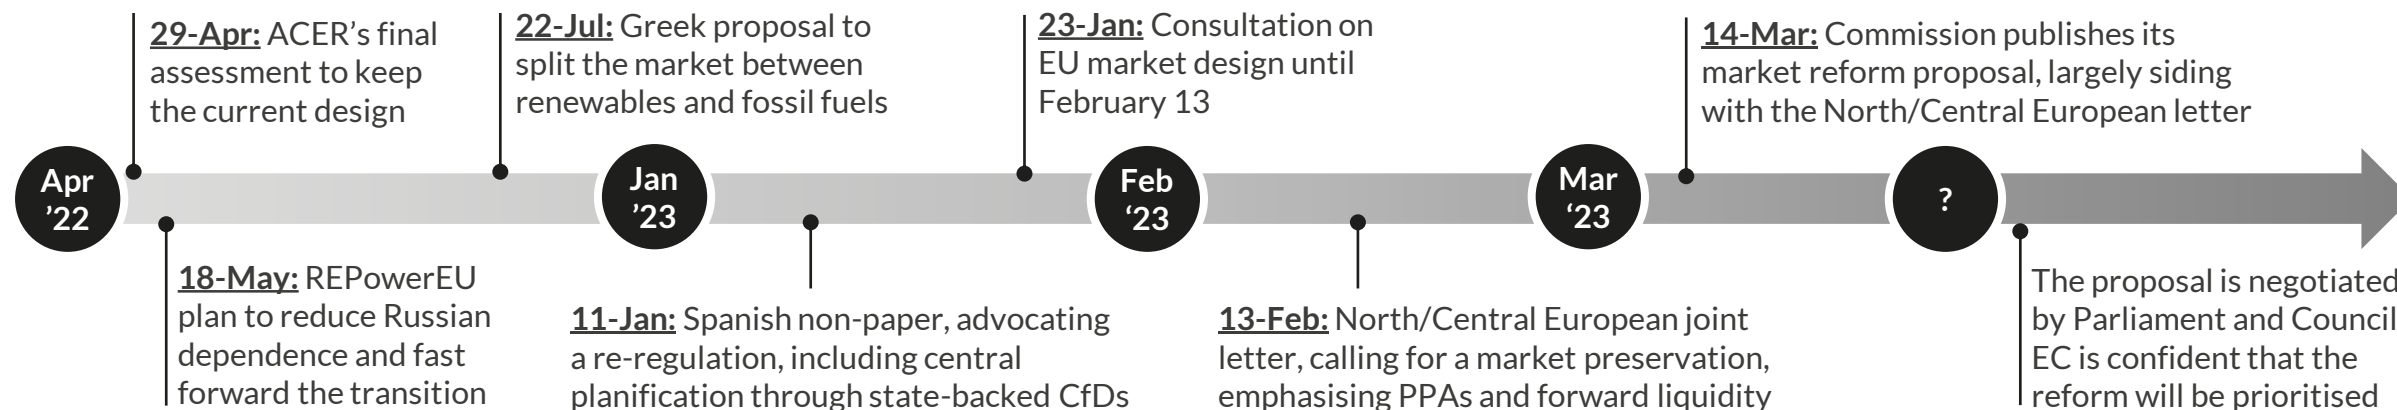 29-Apr: ACER’s final
assessment to keep
the current design
22-Jul: Greek proposal to
split the market between
renewables and fossil fuels
23-Jan: Consultation on
EU market design until
February 13
14-Mar: Commission publishes its
market reform proposal, largely siding
with the North/Central European letter
Apr
’22
Jan
’23
Feb
‘23
Mar
‘23
?
18-May: REPowerEU
plan to reduce Russian
dependence and fast
forward the transition
11-Jan: Spanish non-paper, advocating
a re-regulation, including central
planification through state-backed CfDs
13-Feb: North/Central European joint
letter, calling for a market preservation,
emphasising PPAs and forward liquidity
The proposal is negotiated
by Parliament and Council
EC is confident that the
reform will be prioritised